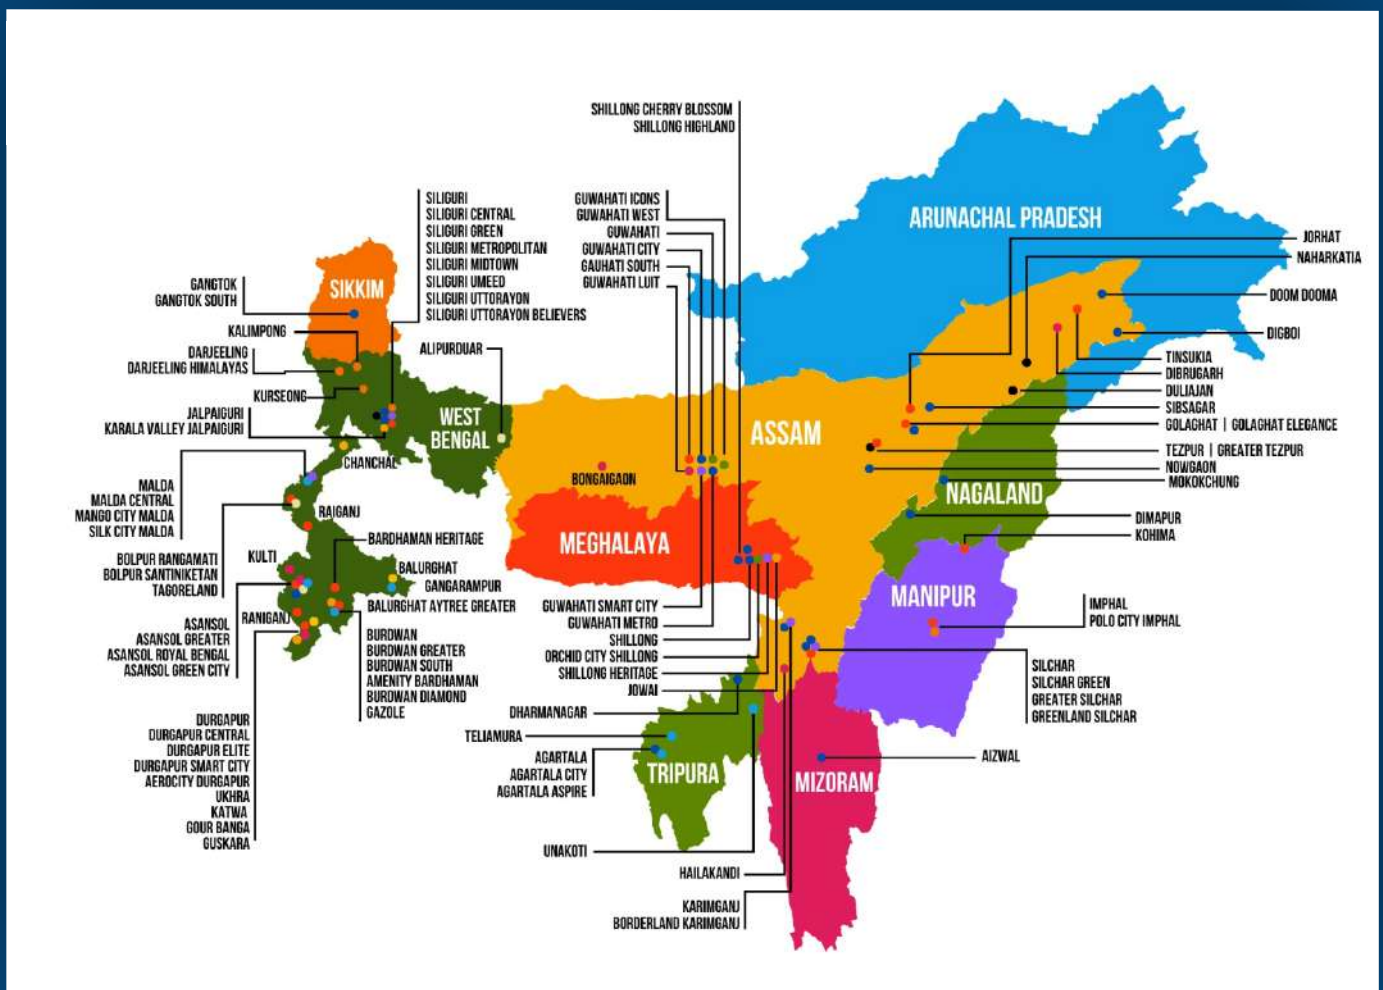 SHILLONG CHERRY BLOSSOM
SHILLONG HIGHLAND
SILIGURI
SILIGURI CENTRAL
SILIGURI GREEN
SILIGURI METROPOLITAN
SILIGURI MIDTOWN
SILIGURI UMEED
SILIGURI UTTORAYON
SILIGURI UTTORAYON BELIEVERS
GUWAHATI ICONS
GUWAHATI WEST
GUWAHATI
GUWAHATI CITY
GAUHATI SOUTH
GUWAHATI LUIT
ARUNACHAL PRADESH
JORHAT
NAHARKATIA
DOOM DOOMA
DIGBOI
SIKKIM
GANGTOK
GANGTOK SOUTH
KALIMPONG
DARJEELING
DARJEELING HIMALAYAS
KURSEONG
JALPAIGURI
KARALA VALLEY JALPAIGURI
ALIPURDUAR
WEST
BENGAL
ASSAM
TINSUKIA
DIBRUGARH
DULIAJAN
SIBSAGAR
GOLAGHAT | GOLAGHAT ELEGANCE
TEZPUR | GREATER TEZPUR
NOWGAON
MOKOKCHUNG
CHANCHAL
BONGAIGAON
MALDA
MALDA CENTRAL
MANGO CITY MALDA
SILK CITY MALDA
RAIGANJ
NAGALAND
DIMAPUR
KOHIMA
BOLPUR RANGAMATI
BOLPUR SANTINIKETAN
TAGORELAND
KULTI
BARDHAMAN HERITAGE
BALURGHAT
GANGARAMPUR
BALURGHAT AYTREE GREATER
MEGHALAYA
MANIPUR
IMPHAL
POLO CITY IMPHAL
RANIGANJ
ASANSOL
ASANSOL GREATER
ASANSOL ROYAL BENGAL
ASANSOL GREEN CITY
BURDWAN
BURDWAN GREATER
BURDWAN SOUTH
AMENITY BARDHAMAN
BURDWAN DIAMOND
GAZOLE
GUWAHATI SMART CITY
GUWAHATI METRO
SHILLONG
ORCHID CITY SHILLONG
SHILLONG HERITAGE
JOWAI
SILCHAR
SILCHAR GREEN
GREATER SILCHAR
GREENLAND SILCHAR
DURGAPUR
DURGAPUR CENTRAL
DURGAPUR ELITE
DURGAPUR SMART CITY
AEROCITY DURGAPUR
UKHRA
KATWA
GOUR BANGA
GUSKARA
DHARMANAGAR
TELIAMURA
AGARTALA
AGARTALA CITY
AGARTALA ASPIRE
TRIPURA
MIZORAM
AIZWAL
UNAKOTI
HAILAKANDI
KARIMGANJ
BORDERLAND KARIMGANJ